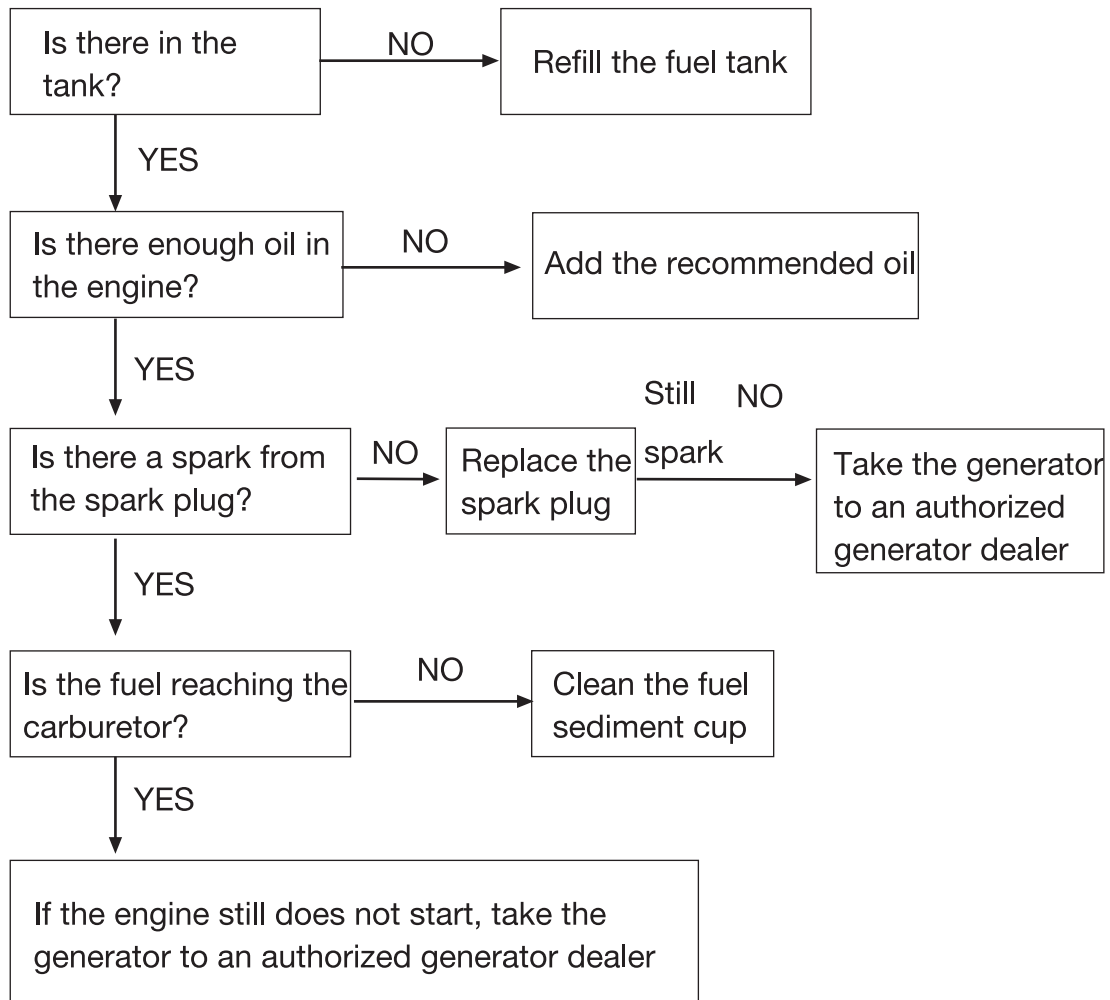 Is there in the
tank?
NO
Refill the fuel tank
YES
Is there enough oil in
the engine?
NO
Add the recommended oil
YES
Is there a spark from
the spark plug?
NO
Replace the
spark plug
Still NO
spark
Take the generator
to an authorized
generator dealer
YES
Is the fuel reaching the
carburetor?
NO
Clean the fuel
sediment cup
YES
If the engine still does not start, take the
generator to an authorized generator dealer